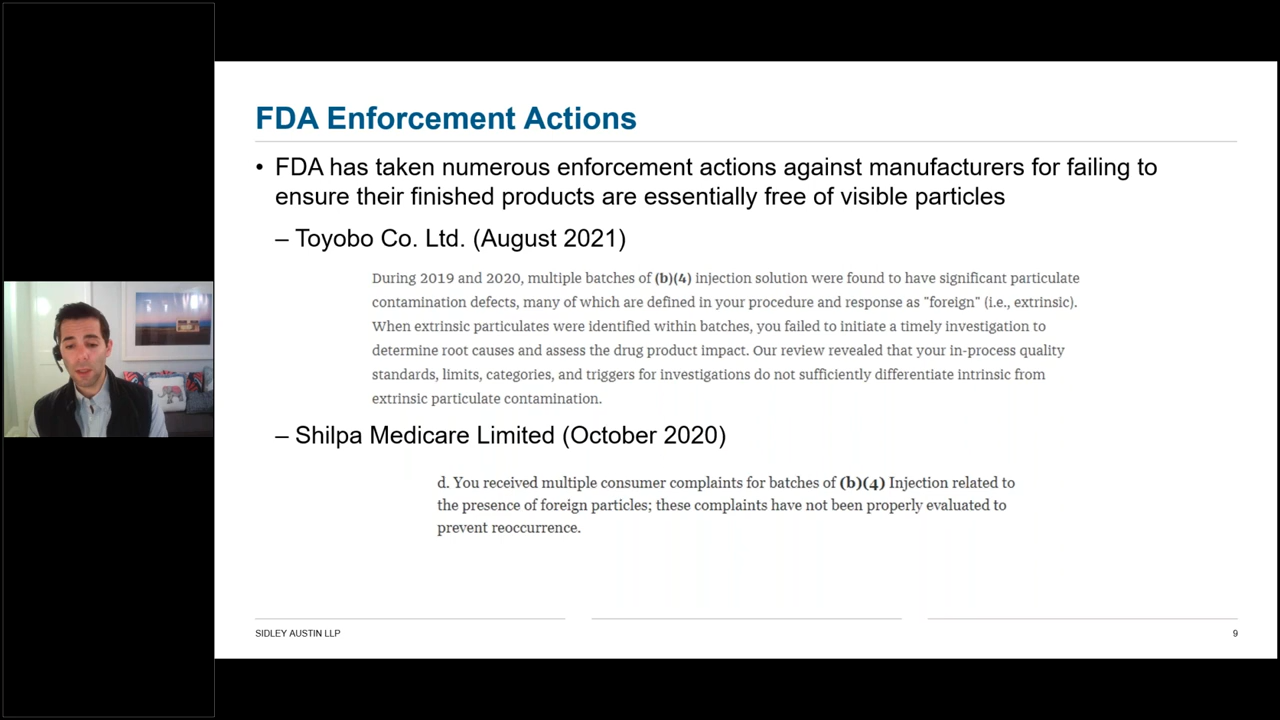 FDA Enforcement Actions
• FDA has taken numerous enforcement actions against manufacturers for failing to
ensure their finished products are essentially free of visible particles
– Toyobo Co. Ltd. (August 2021)
During 2019 and 2020, multiple batches of (b)(4) injection solution were found to have significant particulate
contamination defects, many of which are defined in your procedure and response as "foreign" (i.e., extrinsic).
When extrinsic particulates were identified within batches, you failed to initiate a timely investigation to
determine root causes and assess the drug product impact. Our review revealed that your in-process quality
standards, limits, categories, and triggers for investigations do not sufficiently differentiate intrinsic from
extrinsic particulate contamination.
– Shilpa Medicare Limited (October 2020)
d. You received multiple consumer complaints for batches of (b)(4) Injection related to
the presence of foreign particles; these complaints have not been properly evaluated to
prevent reoccurrence.
SIDLEY AUSTIN LLP
9